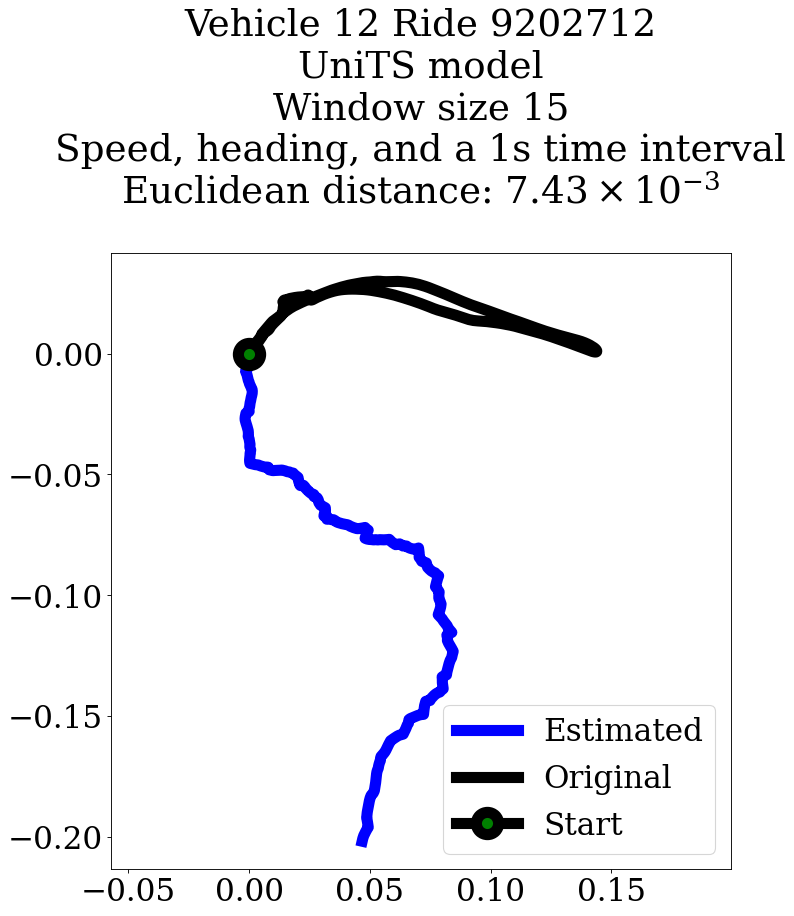 Vehicle 12 Ride 9202712
UniTS model
Window size 15
Speed, heading, and a 1s time interval
Euclidean distance: 7.43 × 10⁻³
0.00
−0.05
−0.10
−0.15
−0.20
Estimated
Original
Start
−0.05 0.00 0.05 0.10 0.15